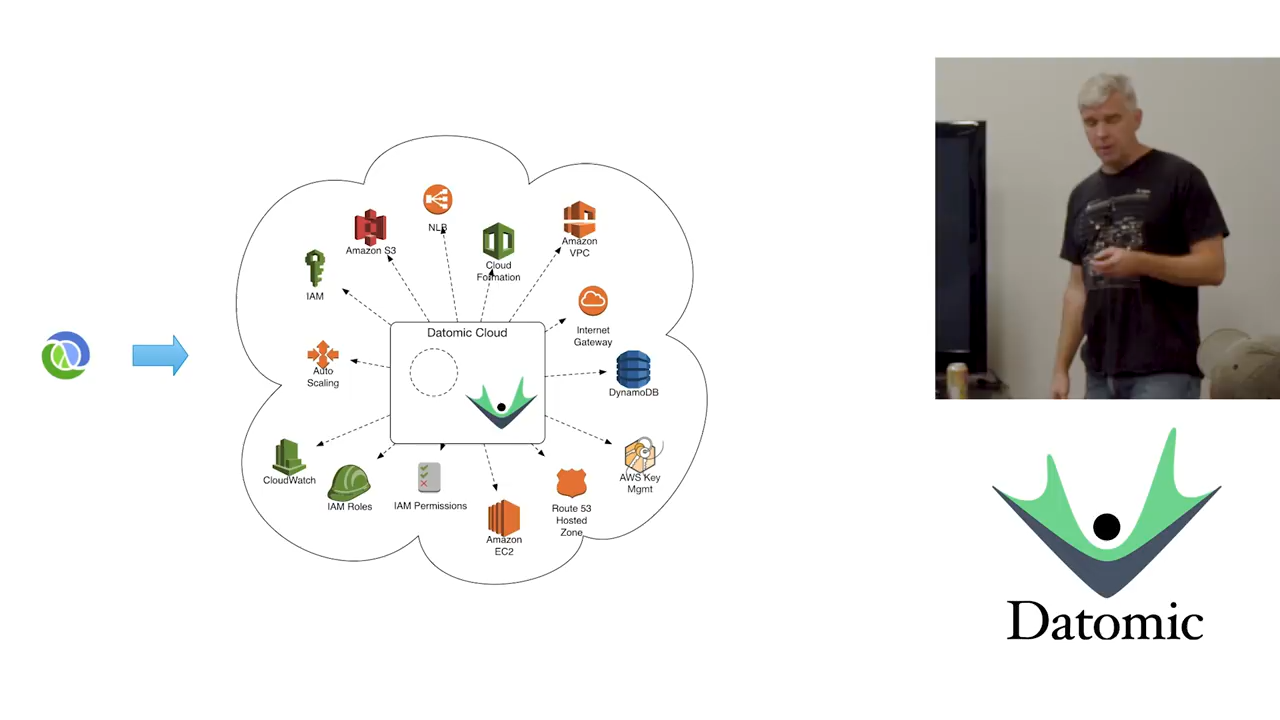 NLB
Amazon S3
Amazon
VPC
Cloud
Formation
IAM
Internet
Gateway
Datomic Cloud
Auto
Scaling
DynamoDB
CloudWatch
AWS Key
Mgmt
IAM Roles
IAM Permissions
Route 53
Hosted
Zone
Amazon
EC2
Datomic